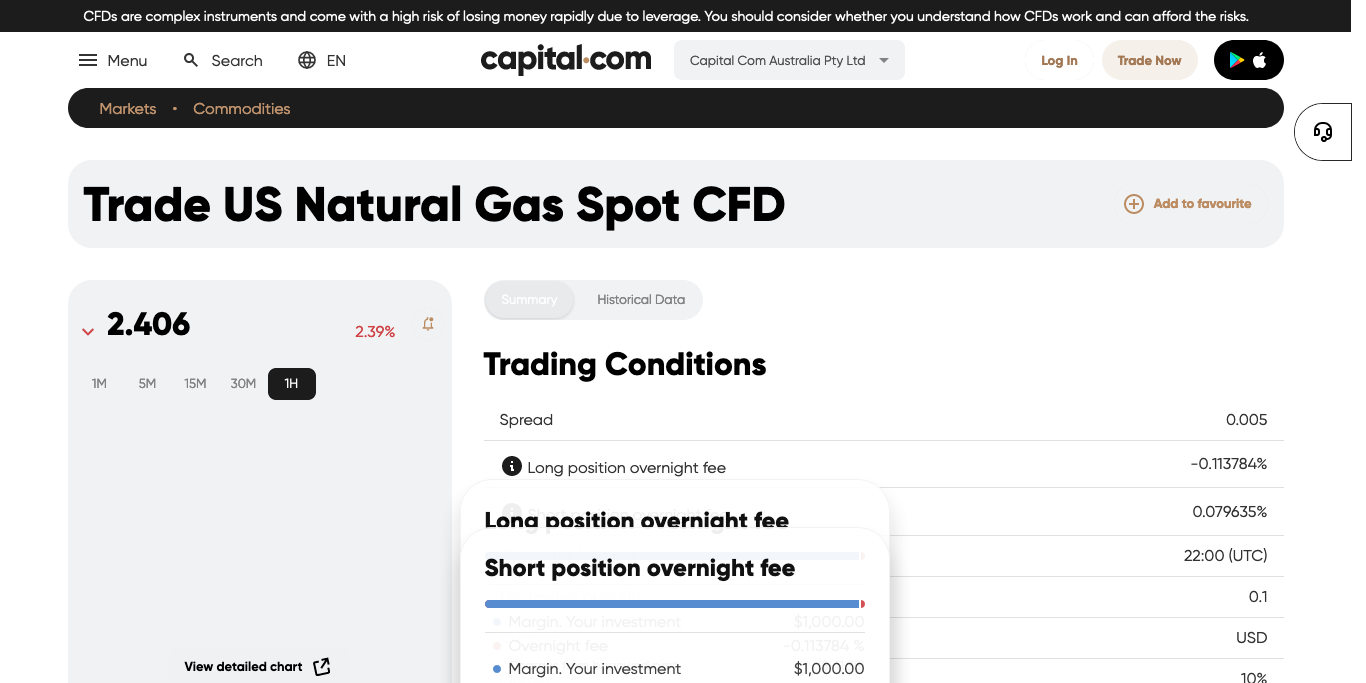 CFDs are complex instruments and come with a high risk of losing money rapidly due to leverage. You should consider whether you understand how CFDs work and can afford the risks.
Menu
Search
EN
capital.com
Capital Com Australia Pty Ltd
Log In
Trade Now
Markets • Commodities
Trade US Natural Gas Spot CFD
Add to favourite
2.406
2.39%
1M 5M 15M 30M 1H
View detailed chart
Summary
Historical Data
Trading Conditions
Spread 0.005
Long position overnight fee -0.113784%
0.079635%
22:00 (UTC)
0.1
USD
10%
Long position overnight fee
Short position overnight fee
Margin. Your investment $1,000.00
Overnight fee -0.113784 %
Margin. Your investment $1,000.00